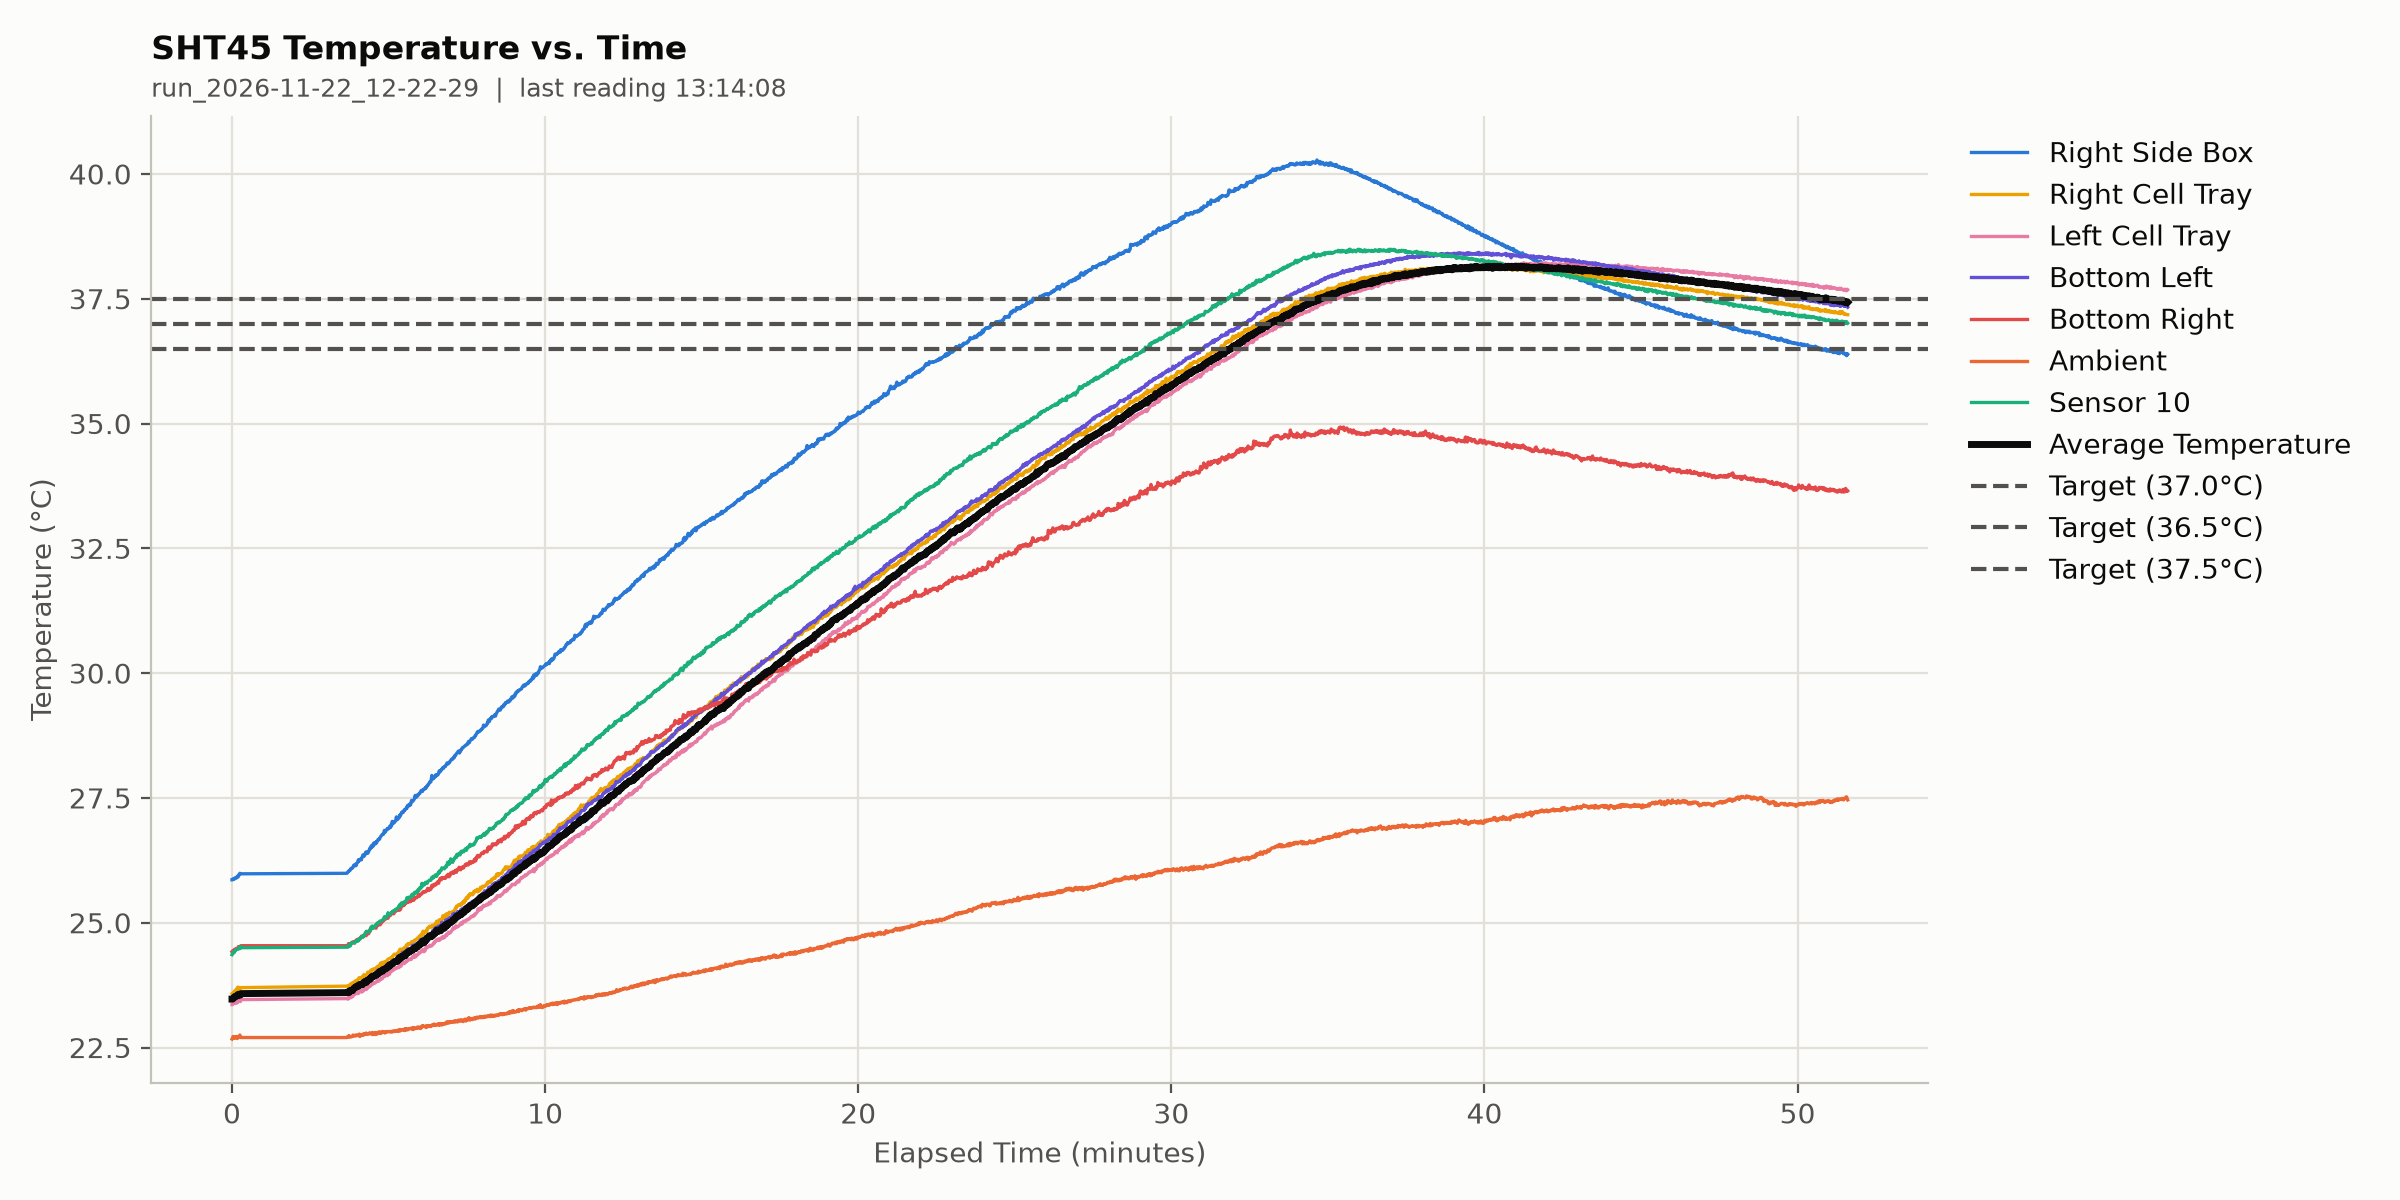 SHT45 Temperature vs. Time
run_2026-11-22_12-22-29 | last reading 13:14:08
Temperature (°C)
40.0
37.5
35.0
32.5
30.0
27.5
25.0
22.5
0 10 20 30 40 50
Elapsed Time (minutes)
Right Side Box
Right Cell Tray
Left Cell Tray
Bottom Left
Bottom Right
Ambient
Sensor 10
Average Temperature
Target (37.0°C)
Target (36.5°C)
Target (37.5°C)